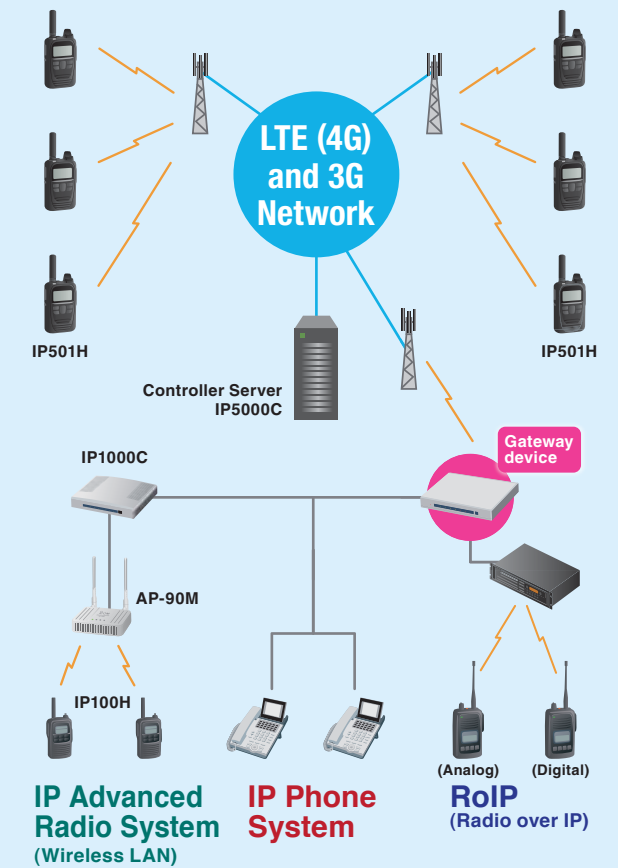 LTE (4G)
and 3G
Network
IP501H
IP501H
Controller Server
IP5000C
Gateway
device
IP1000C
AP-90M
IP100H
(Analog)
(Digital)
IP Advanced
Radio System
(Wireless LAN)
IP Phone
System
RoIP
(Radio over IP)